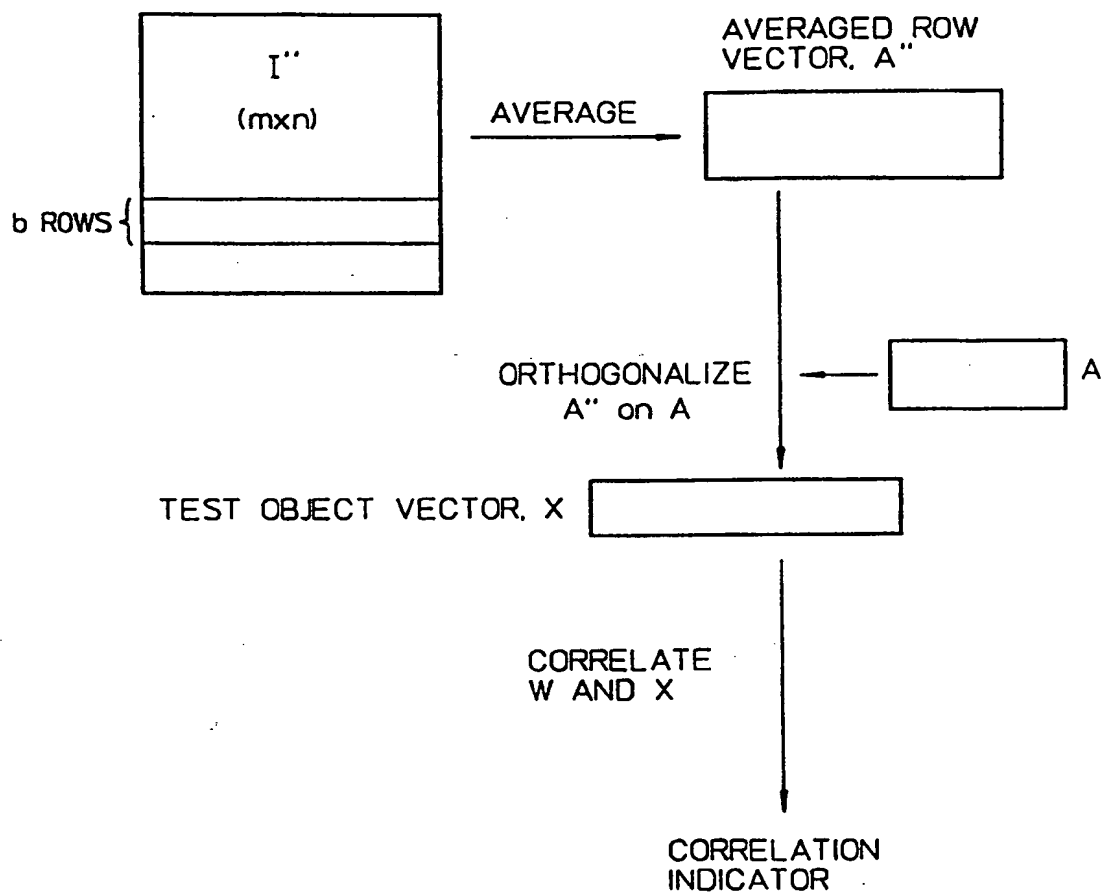 I''
(mxn)
b ROWS
AVERAGE
AVERAGED ROW
VECTOR, A''
ORTHOGONALIZE
A'' on A
A
TEST OBJECT VECTOR, X
CORRELATE
W AND X
CORRELATION
INDICATOR